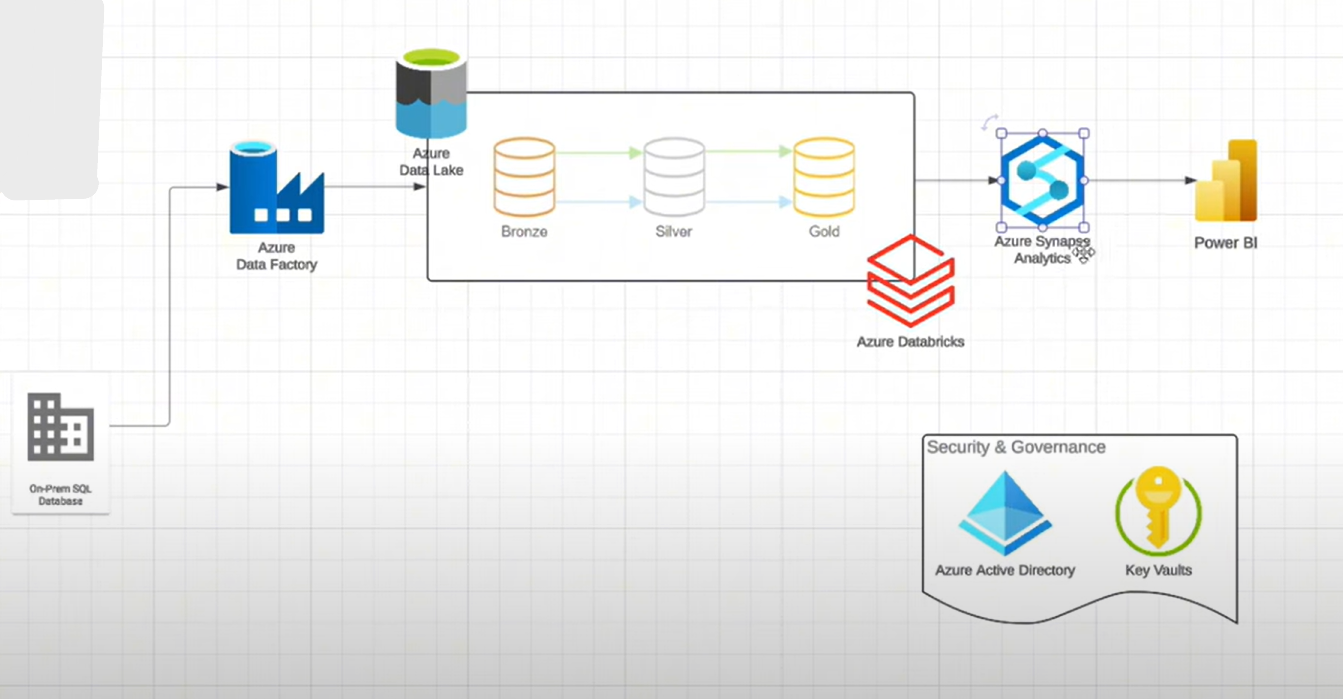 Azure
Data Lake
Bronze
Silver
Gold
Azure
Data Factory
Azure Synapse
Analytics
Power BI
Azure Databricks
On-Prem SQL
Database
Security & Governance
Azure Active Directory
Key Vaults